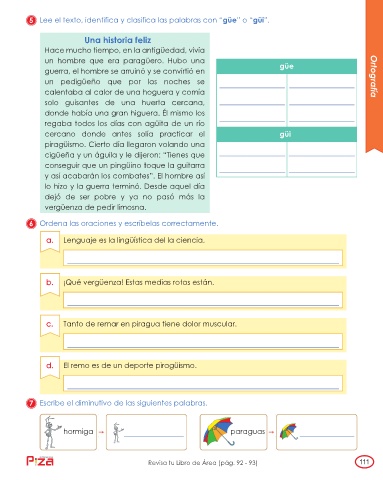 5 Lee el texto, identifica y clasifica las palabras con "güe" o "güi".
Una historia feliz
Hace mucho tiempo, en la antigüedad, vivía
un hombre que era paragüero. Hubo una
guerra, el hombre se arruinó y se convirtió en
un pedigüeño que por las noches se
calentaba al calor de una hoguera y comía
solo guisantes de una huerta cercana,
donde había una gran higuera. Él mismo los
regaba todos los días con agüita de un río
cercano donde antes solía practicar el
piragüismo. Cierto día llegaron volando una
cigüeña y un águila y le dijeron: "Tienes que
conseguir que un pingüino toque la guitarra
y así acabarán los combates". El hombre así
lo hizo y la guerra terminó. Desde aquel día
dejó de ser pobre y ya no pasó más la
vergüenza de pedir limosna.
güe
güi
Ortografía
6 Ordena las oraciones y escríbelas correctamente.
a. Lenguaje es la lingüística del la ciencia.
b. ¡Qué vergüenza! Estas medias rotas están.
c. Tanto de remar en piragua tiene dolor muscular.
d. El remo es de un deporte piragüismo.
7 Escribe el diminutivo de las siguientes palabras.
hormiga → paraguas →
Piza
Revisa tu Libro de Área (pág. 92 - 93)
111